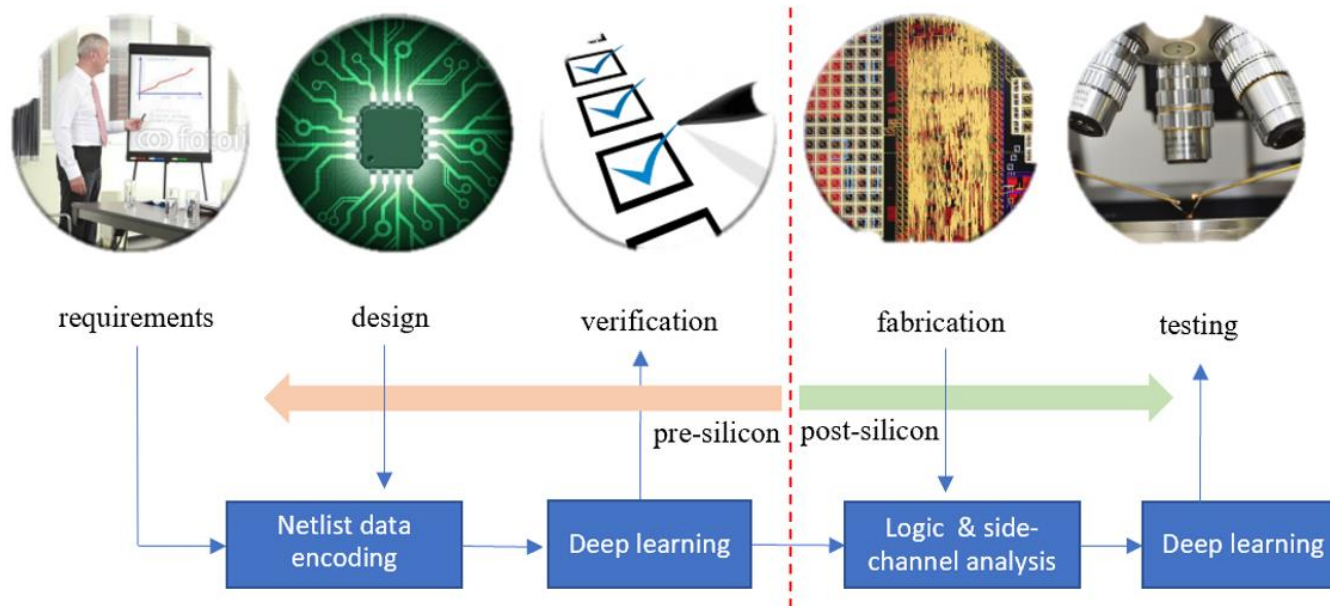 requirements
design
verification
fabrication
testing
pre-silicon
post-silicon
Netlist data
encoding
Deep learning
Logic & side-
channel analysis
Deep learning